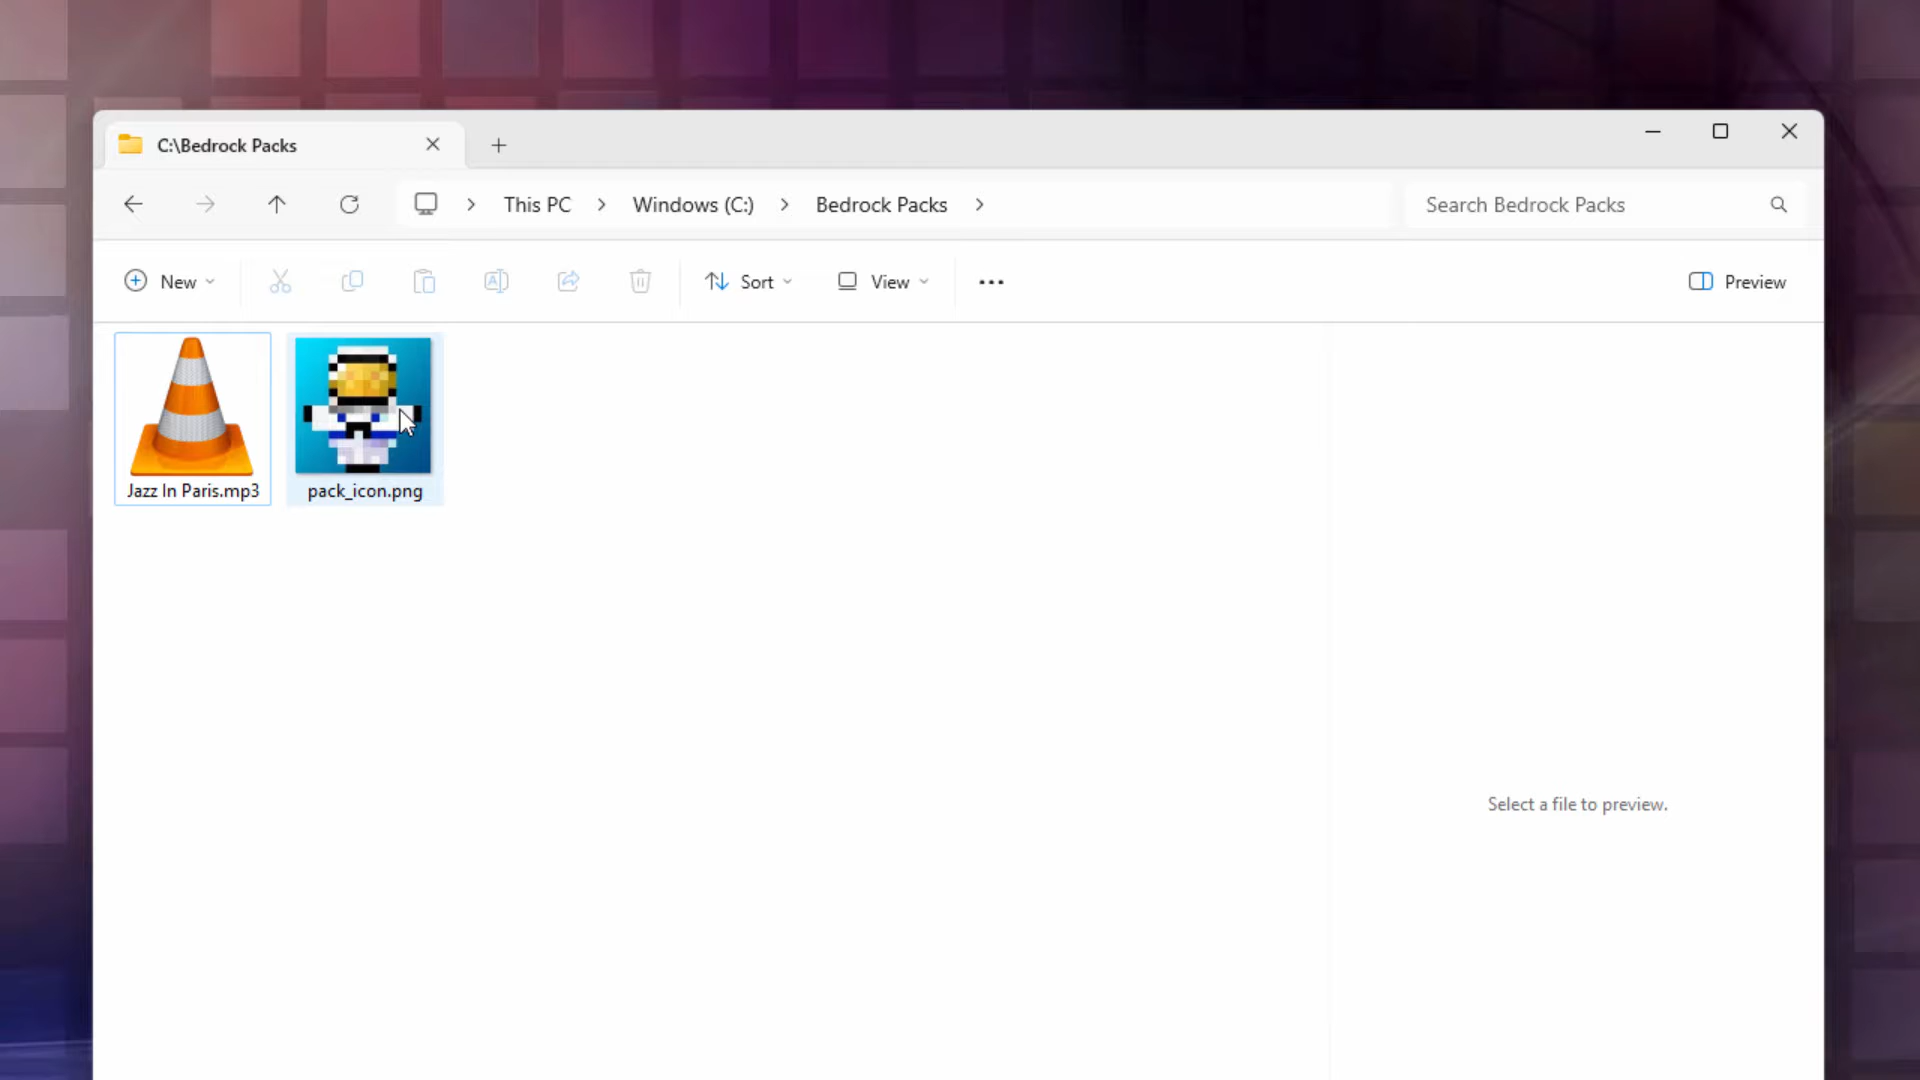 C:\Bedrock Packs
This PC
Windows (C:)
Bedrock Packs
Search Bedrock Packs
New
Sort
View
Preview
Jazz In Paris.mp3
pack_icon.png
Select a file to preview.